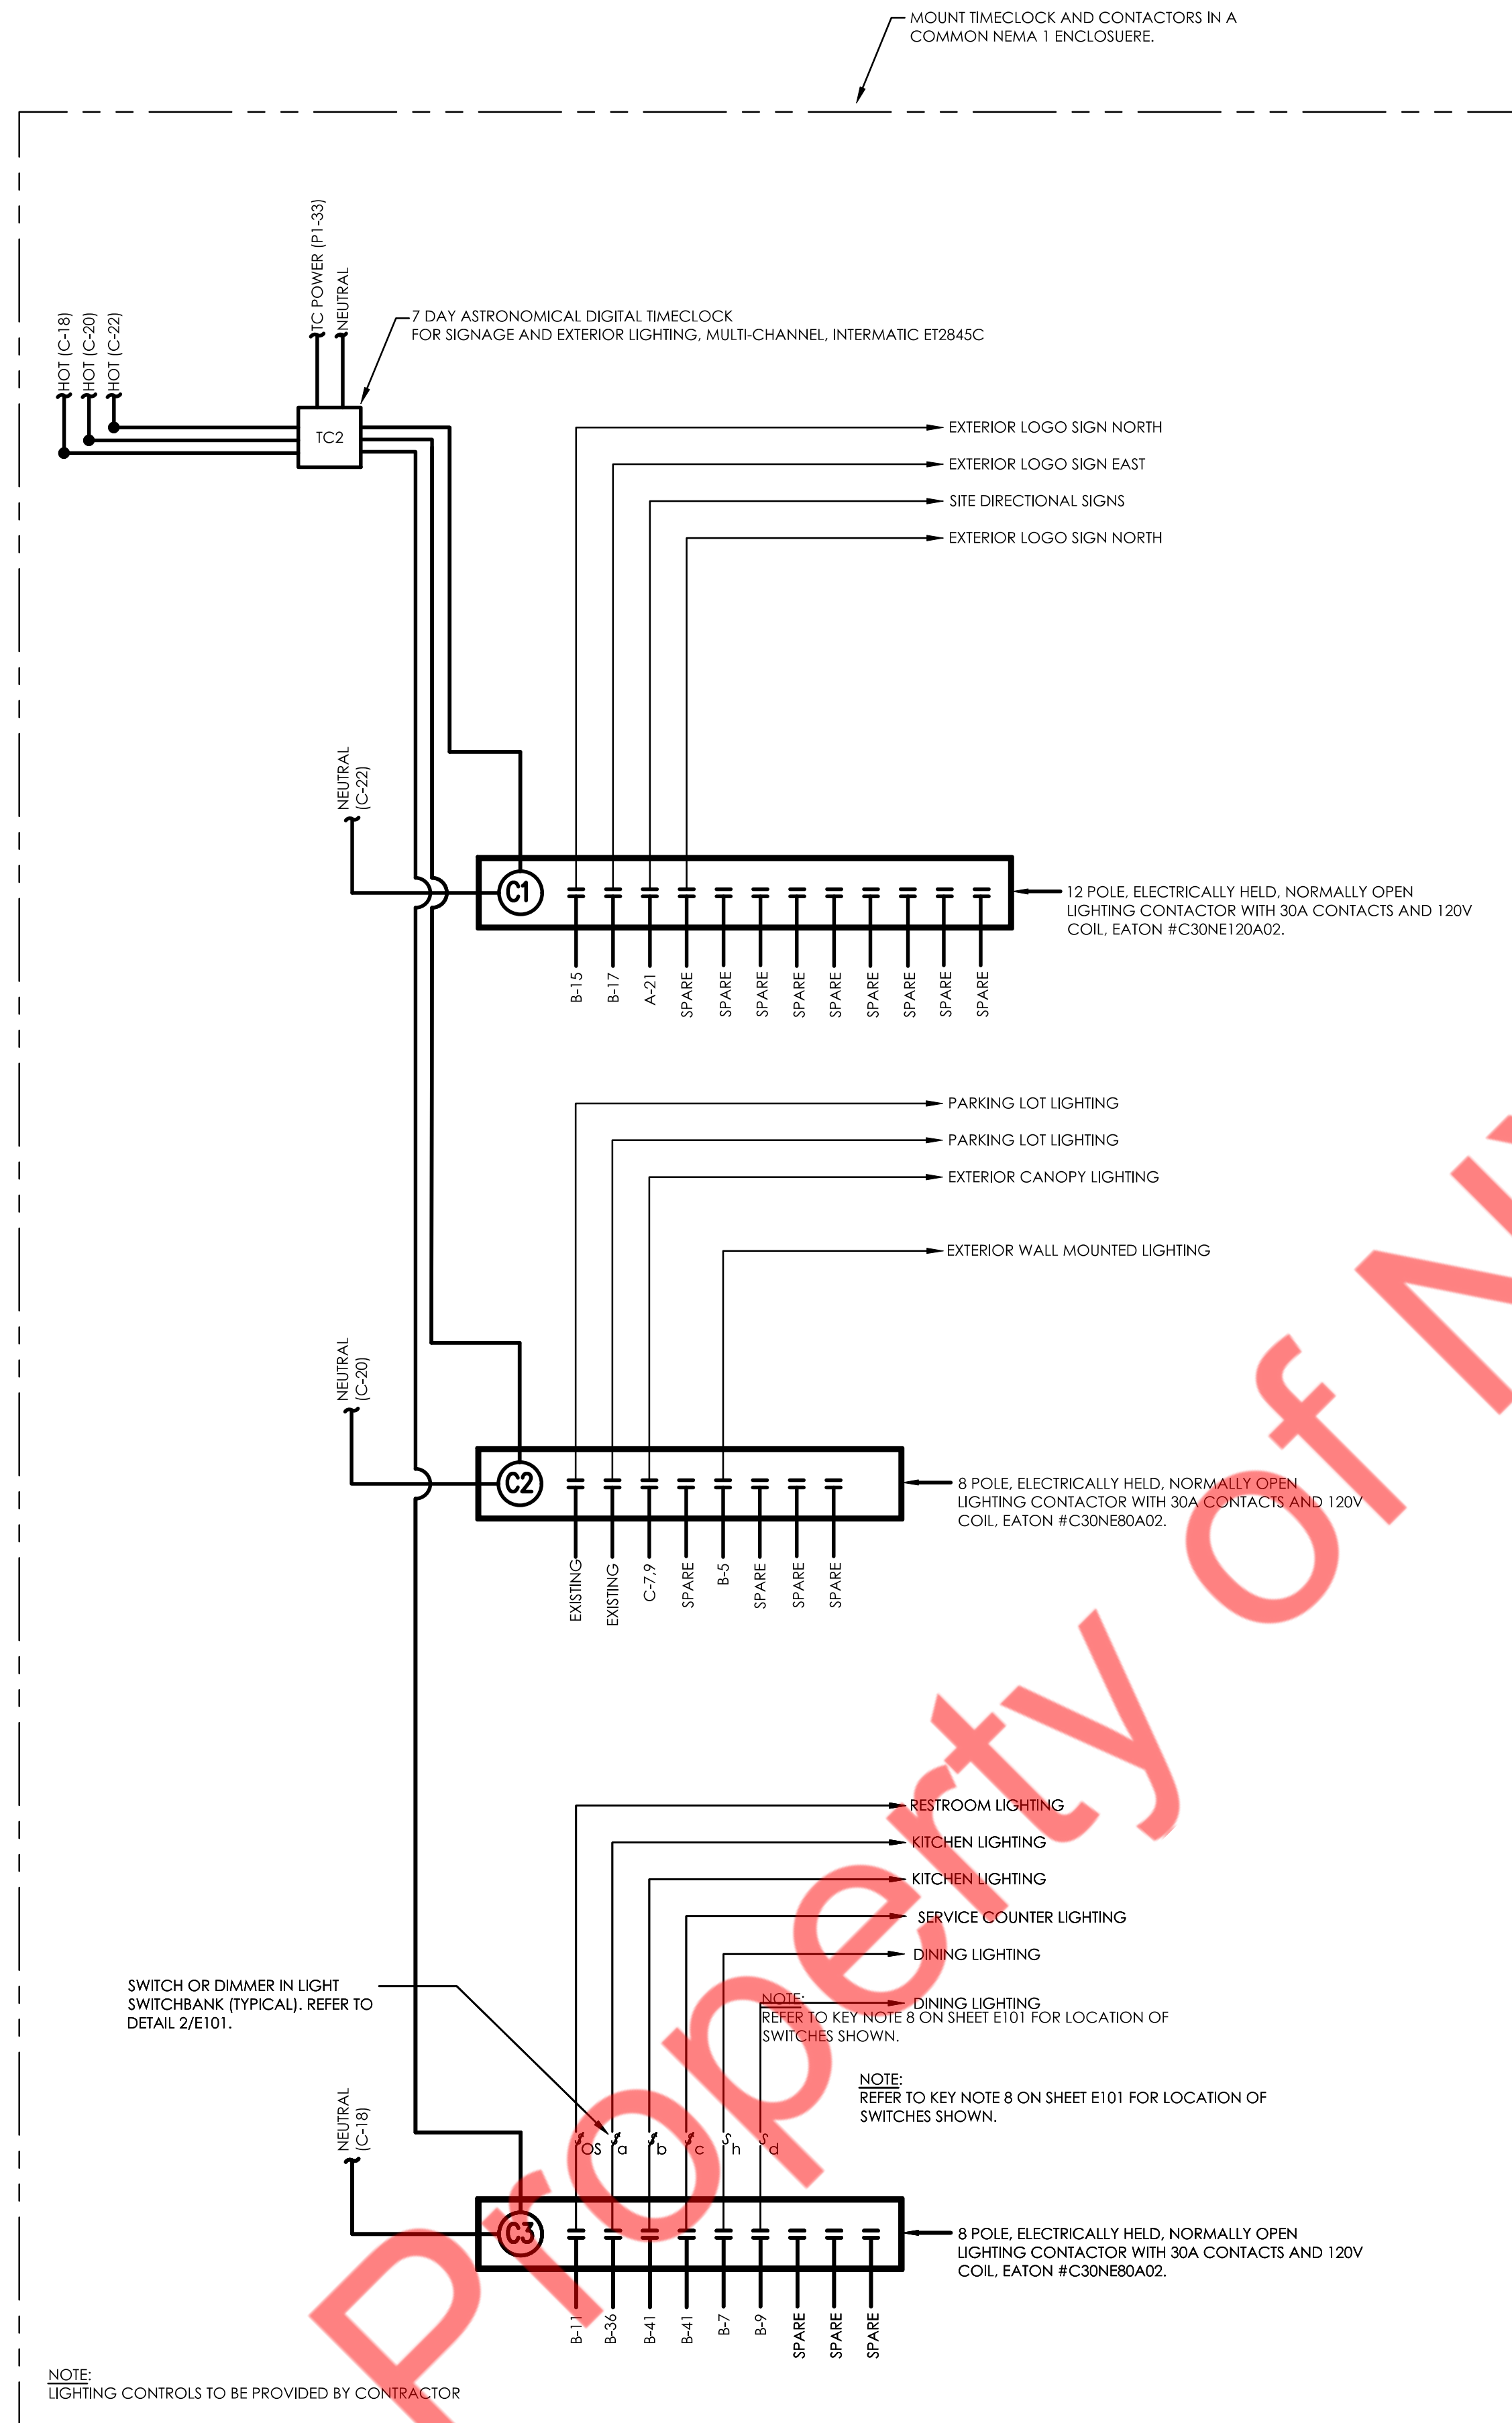 MOUNT TIMECLOCK AND CONTACTORS IN A
COMMON NEMA 1 ENCLOSUERE.
HOT (C-18)
HOT (C-20)
HOT (C-22)
TC POWER (P1-33)
NEUTRAL
7 DAY ASTRONOMICAL DIGITAL TIMECLOCK
FOR SIGNAGE AND EXTERIOR LIGHTING, MULTI-CHANNEL, INTERMATIC ET2845C
TC2
EXTERIOR LOGO SIGN NORTH
EXTERIOR LOGO SIGN EAST
SITE DIRECTIONAL SIGNS
EXTERIOR LOGO SIGN NORTH
NEUTRAL
(C-22)
C1
12 POLE, ELECTRICALLY HELD, NORMALLY OPEN
LIGHTING CONTACTOR WITH 30A CONTACTS AND 120V
COIL, EATON #C30NE120A02.
B-15
B-17
A-21
SPARE
SPARE
SPARE
SPARE
SPARE
SPARE
SPARE
SPARE
SPARE
PARKING LOT LIGHTING
PARKING LOT LIGHTING
EXTERIOR CANOPY LIGHTING
EXTERIOR WALL MOUNTED LIGHTING
NEUTRAL
(C-20)
C2
8 POLE, ELECTRICALLY HELD, NORMALLY OPEN
LIGHTING CONTACTOR WITH 30A CONTACTS AND 120V
COIL, EATON #C30NE80A02.
EXISTING
EXISTING
C-7,9
SPARE
B-5
SPARE
SPARE
SPARE
RESTROOM LIGHTING
KITCHEN LIGHTING
KITCHEN LIGHTING
SERVICE COUNTER LIGHTING
DINING LIGHTING
DINING LIGHTING
SWITCH OR DIMMER IN LIGHT
SWITCHBANK (TYPICAL). REFER TO
DETAIL 2/E101.
NOTE:
REFER TO KEY NOTE 8 ON SHEET E101 FOR LOCATION OF
SWITCHES SHOWN.
NOTE:
REFER TO KEY NOTE 8 ON SHEET E101 FOR LOCATION OF
SWITCHES SHOWN.
NEUTRAL
(C-18)
$OS
$a
$b
$c
Sh
Sd
C3
8 POLE, ELECTRICALLY HELD, NORMALLY OPEN
LIGHTING CONTACTOR WITH 30A CONTACTS AND 120V
COIL, EATON #C30NE80A02.
B-11
B-36
B-41
B-41
B-7
B-9
SPARE
SPARE
SPARE
NOTE:
LIGHTING CONTROLS TO BE PROVIDED BY CONTRACTOR
Property of